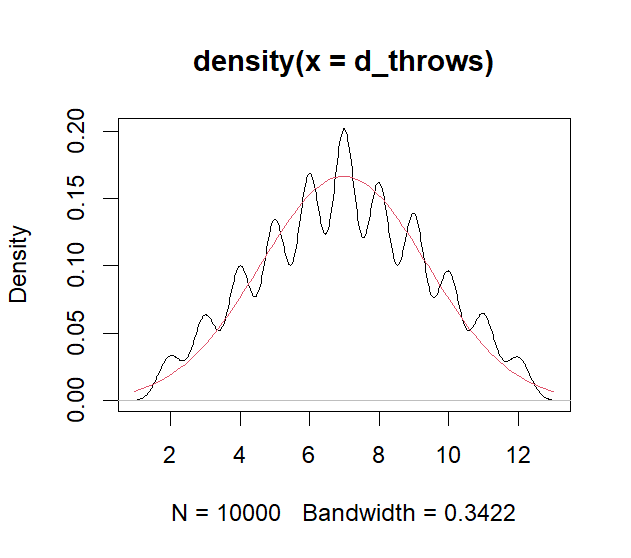 density(x = d_throws)
Density
0.20
0.15
0.10
0.05
0.00
2 4 6 8 10 12
N = 10000 Bandwidth = 0.3422